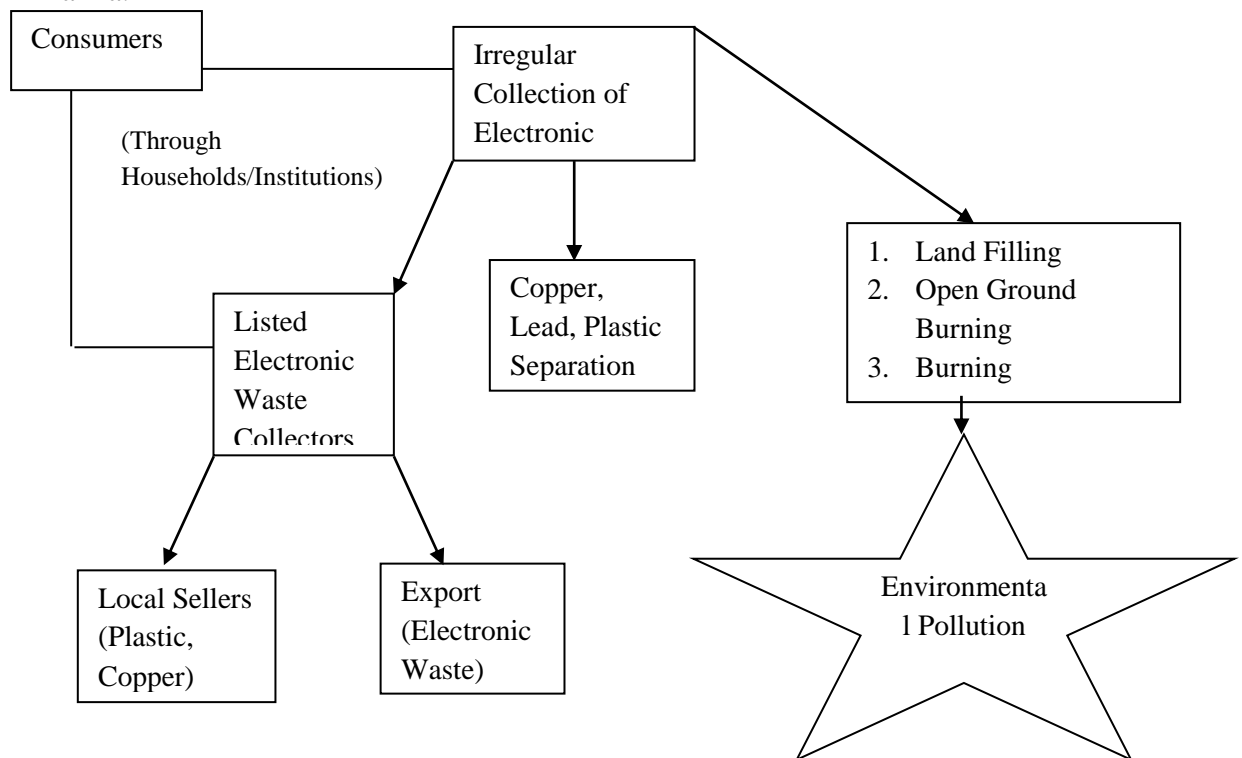 Consumers
Irregular
Collection of
Electronic
(Through
Households/Institutions)
1. Land Filling
2. Open Ground
Burning
3. Burning
Copper,
Lead, Plastic
Separation
Listed
Electronic
Waste
Collectors
Local Sellers
(Plastic,
Copper)
Export
(Electronic
Waste)
Environmenta
l Pollution